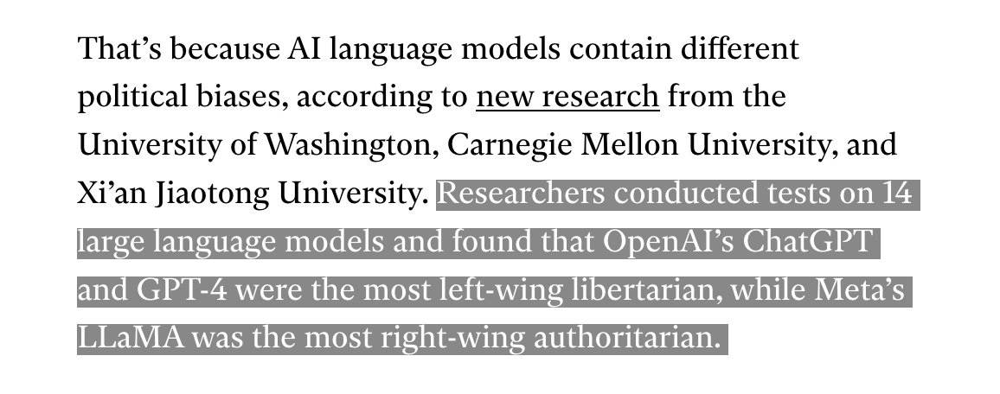 That’s because AI language models contain different
political biases, according to new research from the
University of Washington, Carnegie Mellon University, and
Xi’an Jiaotong University. Researchers conducted tests on 14
large language models and found that OpenAI’s ChatGPT
and GPT-4 were the most left-wing libertarian, while Meta’s
LLaMA was the most right-wing authoritarian.